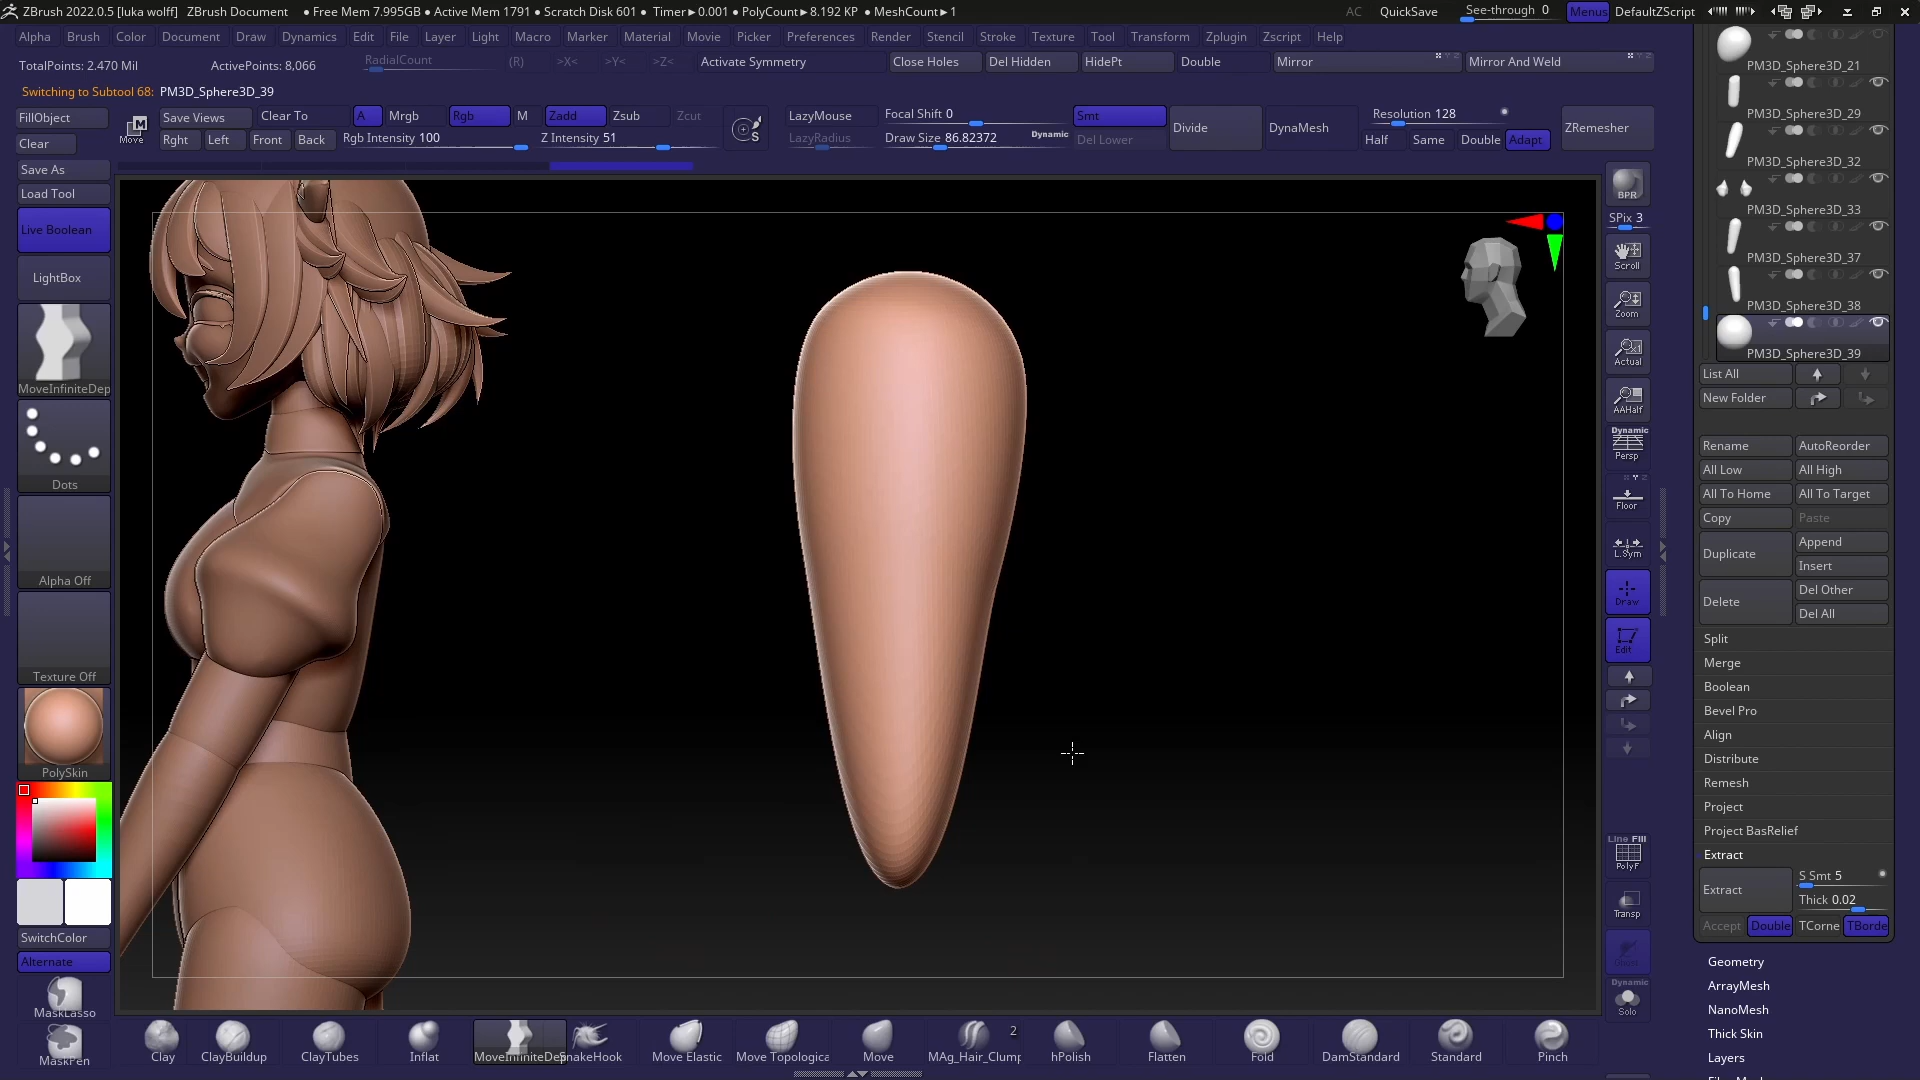 ZBrush 2022.0.5 [luka wolff] ZBrush Document • Free Mem 7.995GB • Active Mem 1791 • Scratch Disk 601 • Timer►0.001 • PolyCount►8.192 KP • MeshCount►1 AC QuickSave See-through 0 Menus DefaultZScript
Alpha Brush Color Document Draw Dynamics Edit File Layer Light Macro Marker Material Movie Picker Preferences Render Stencil Stroke Texture Tool Transform Zplugin Zscript Help
TotalPoints: 2.470 Mil ActivePoints: 8,066 RadialCount (R) >X< >Y< >Z< Activate Symmetry Close Holes Del Hidden HidePt Double Mirror Mirror And Weld
Switching to Subtool 68: PM3D_Sphere3D_39
FillObject Save Views Clear To A Mrgb Rgb M Zadd Zsub Zcut LazyMouse Focal Shift 0 Smt Divide DynaMesh Resolution 128 ZRemesher
Clear Move Rght Left Front Back Rgb Intensity 100 Z Intensity 51 LazyRadius Draw Size 86.82372 Dynamic Del Lower Half Same Double Adapt
Save As
Load Tool
Live Boolean
LightBox
MoveInfiniteDep
Dots
Alpha Off
Texture Off
PolySkin
SwitchColor
Alternate
MaskLasso
MaskPen
Clay ClayBuildup ClayTubes Inflat MoveInfiniteDep SnakeHook Move Elastic Move Topologica Move MAg_Hair_Clump 2 hPolish Flatten Fold DamStandard Standard Pinch
BPR
SPix 3
Scroll
Zoom
Actual
AAHalf
Dynamic
Persp
Floor
L.Sym
Draw
Edit
Line Fill
PolyF
Transp
Dynamic
Solo
PM3D_Sphere3D_21
PM3D_Sphere3D_29
PM3D_Sphere3D_32
PM3D_Sphere3D_33
PM3D_Sphere3D_37
PM3D_Sphere3D_38
PM3D_Sphere3D_39
List All
New Folder
Rename AutoReorder
All Low All High
All To Home All To Target
Copy Paste
Duplicate Append
Insert
Delete Del Other
Del All
Split
Merge
Boolean
Bevel Pro
Align
Distribute
Remesh
Project
Project BasRelief
Extract
Extract S Smt 5
Thick 0.02
Accept Double TCorne TBorde
Geometry
ArrayMesh
NanoMesh
Thick Skin
Layers